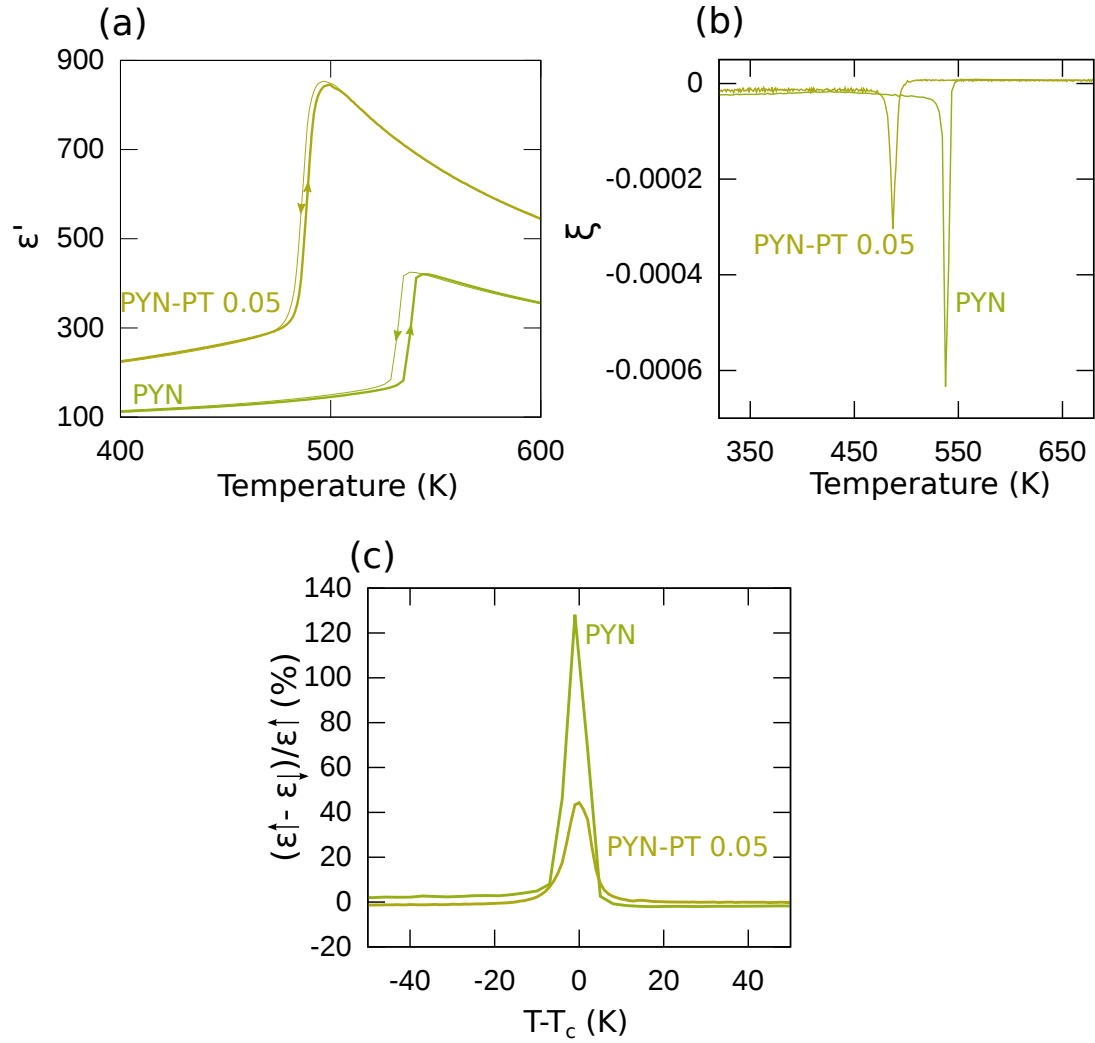 (a)
900
700
500
300
100
ε'
PYN-PT 0.05
PYN
400 500 600
Temperature (K)
(b)
0
-0.0002
-0.0004
-0.0006
ξ
PYN-PT 0.05
PYN
350 450 550 650
Temperature (K)
(c)
140
120
100
80
60
40
20
0
-20
(ε↑ - ε↓)/ε↑ (%)
PYN
PYN-PT 0.05
-40 -20 0 20 40
T-Tc (K)